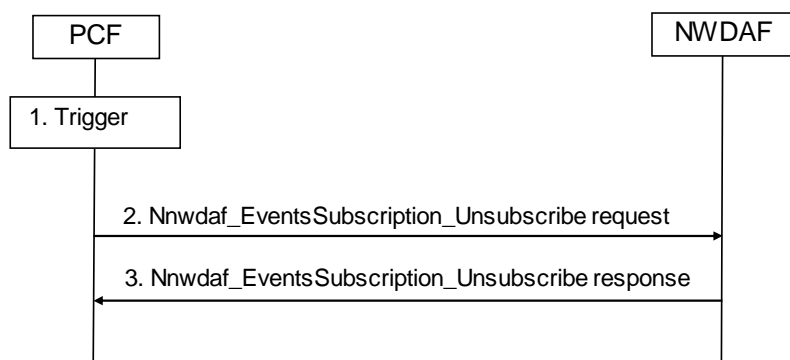 PCF
NWDAF
1. Trigger
2. Nnwdaf_EventsSubscription_Unsubscribe request
3. Nnwdaf_EventsSubscription_Unsubscribe response